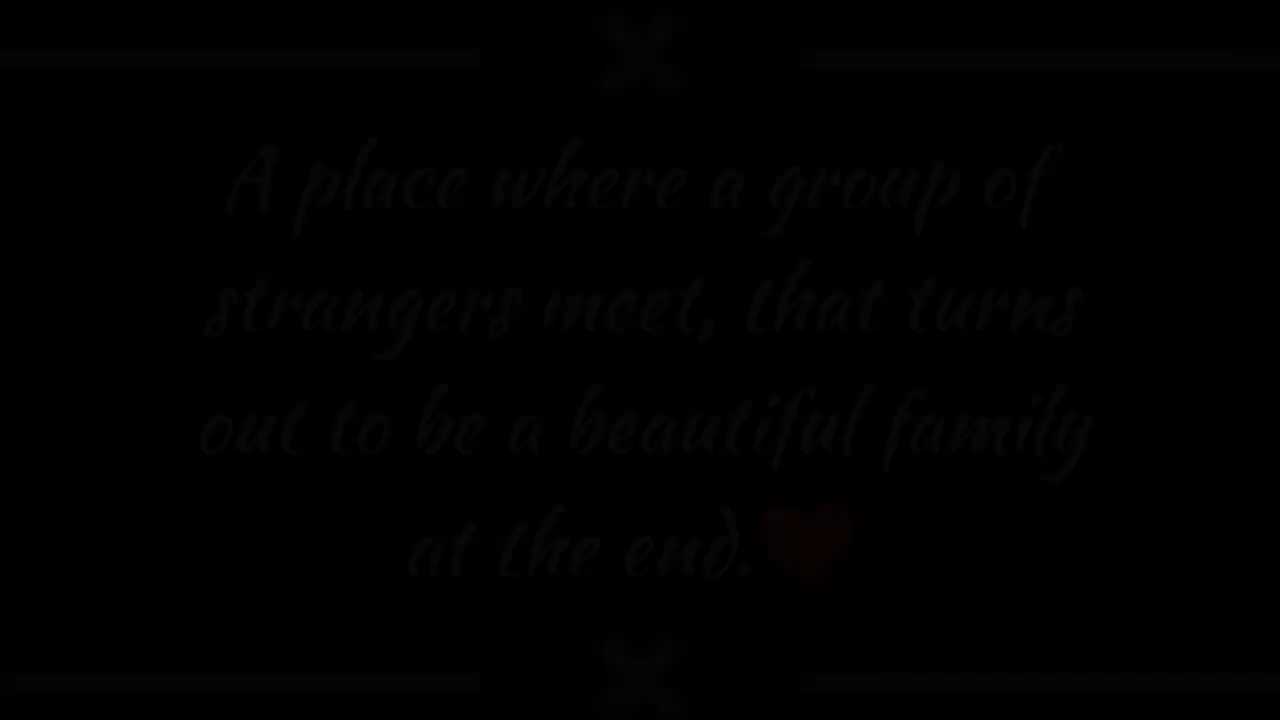 A place where a group of
strangers meet, that turns
out to be a beautiful family
at the end.❤️